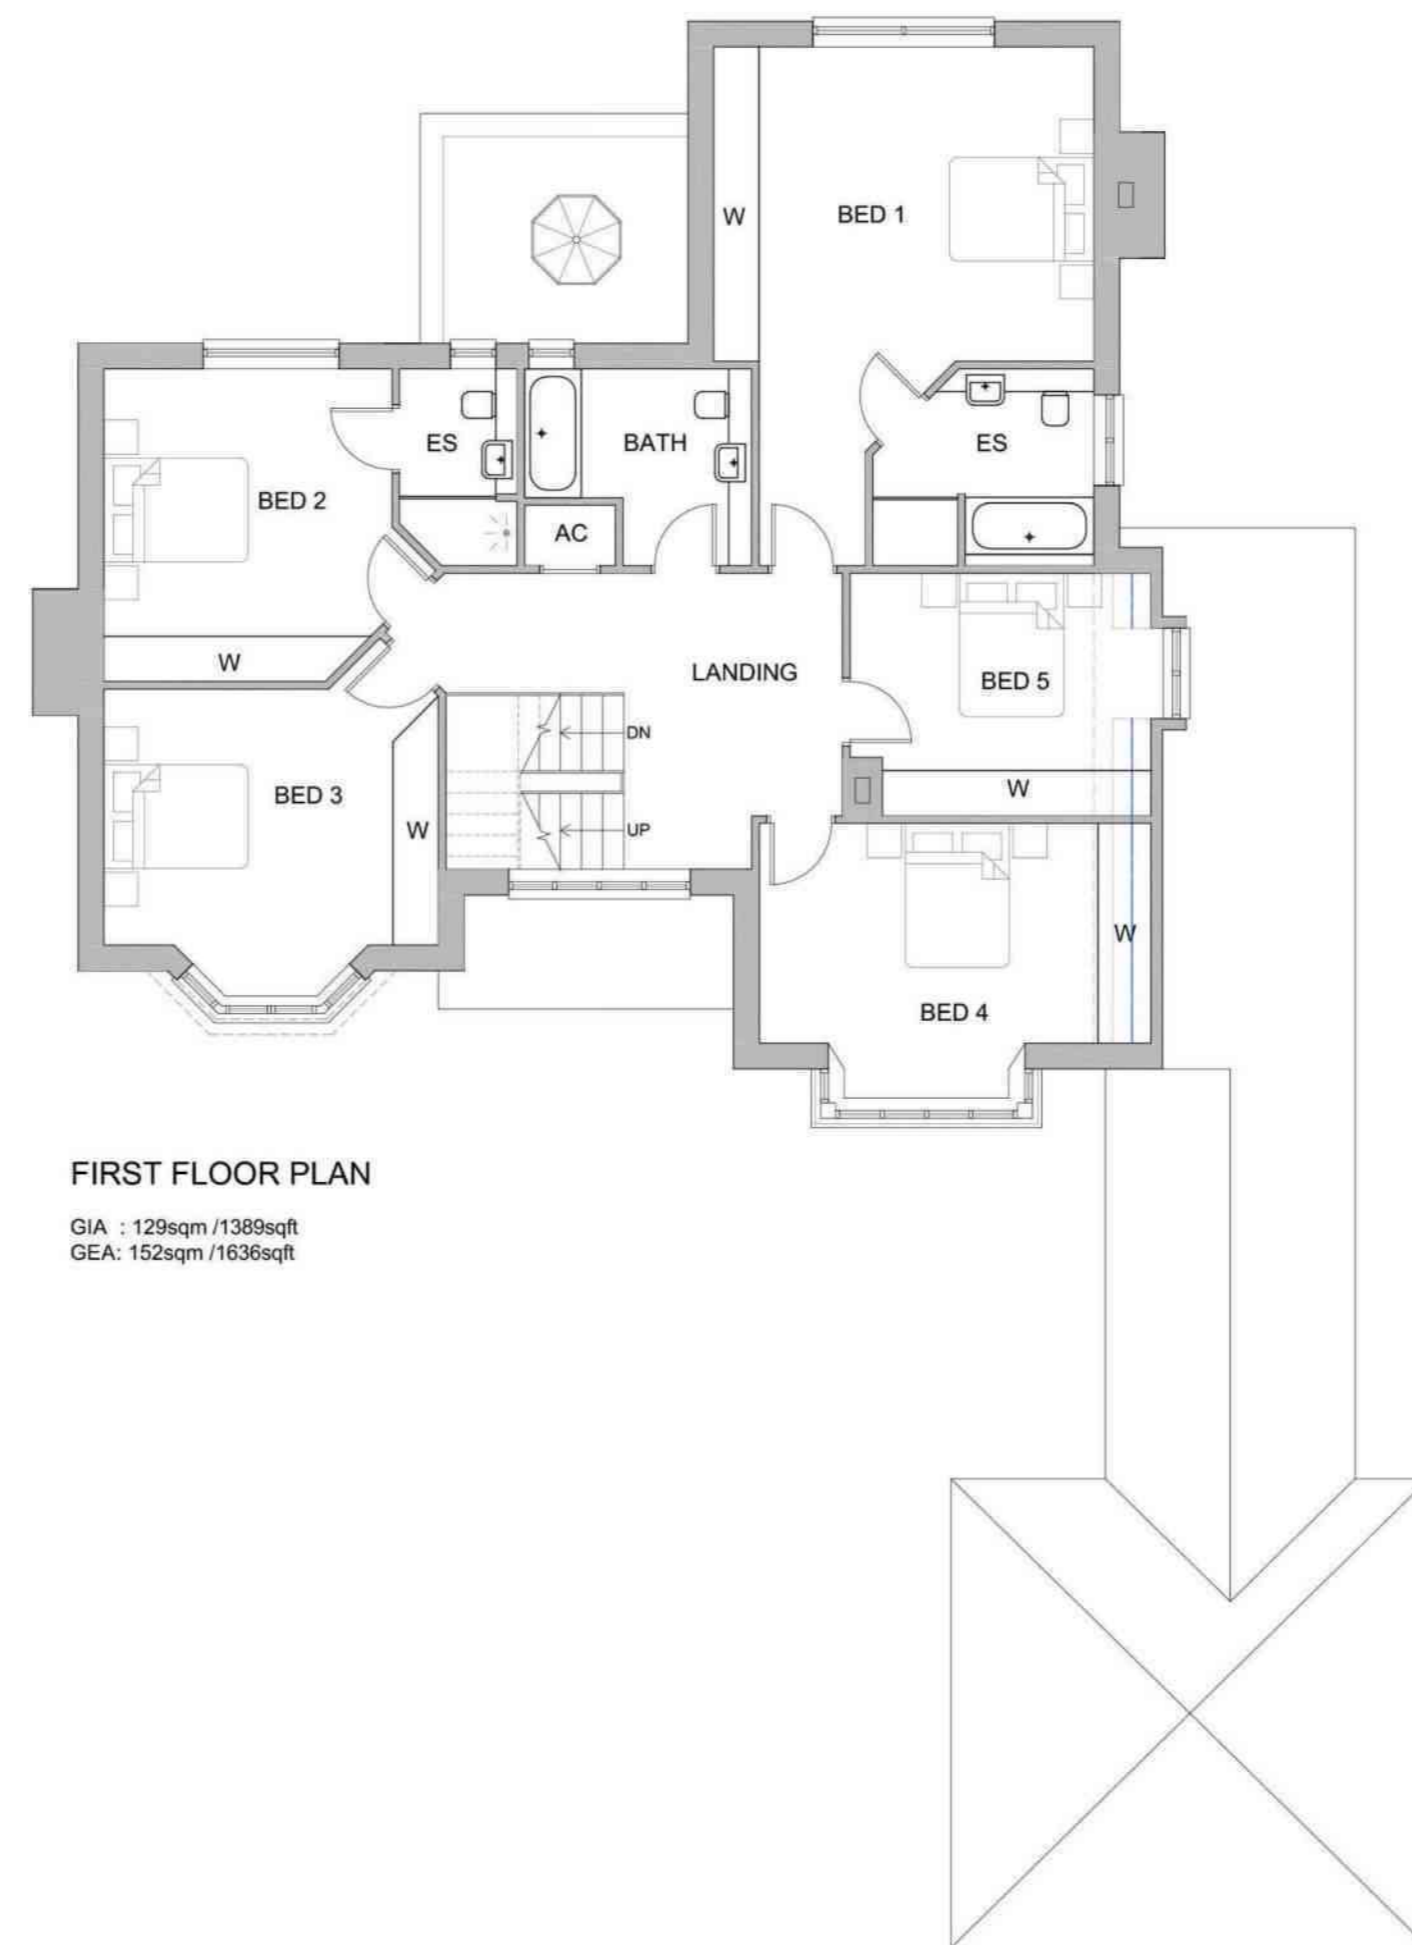 W
BED 1
ES
BATH
ES
BED 2
AC
W
LANDING
BED 5
DN
BED 3
W
UP
W
W
BED 4
FIRST FLOOR PLAN
GIA : 129sqm /1389sqft
GEA: 152sqm /1636sqft